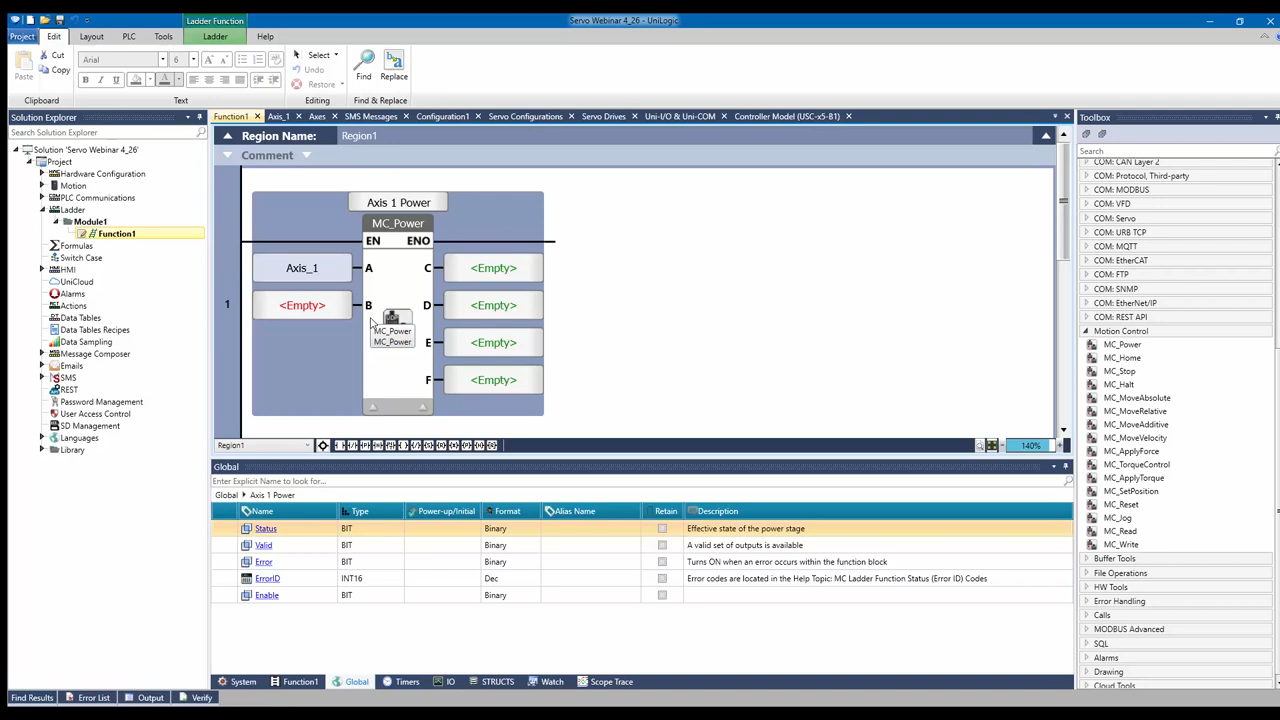 Ladder Function
Servo Webinar 4_26 - UniLogic
Project Edit Layout PLC Tools Ladder Help
Paste
Cut
Copy
Clipboard
Arial 6
Text
Select
Undo
Restore
Editing
Find
Replace
Find & Replace
Solution Explorer
Search Solution Explorer
Solution 'Servo Webinar 4_26'
Project
Hardware Configuration
Motion
PLC Communications
Ladder
Module1
Function1
Formulas
Switch Case
HMI
UniCloud
Alarms
Actions
Data Tables
Data Tables Recipes
Data Sampling
Message Composer
Emails
SMS
REST
Password Management
User Access Control
SD Management
Languages
Library
Function1 Axis_1 Axes SMS Messages Configuration1 Servo Configurations Servo Drives Uni-I/O & Uni-COM Controller Model (USC-x5-B1)
Region Name: Region1
Comment
1
Axis 1 Power
MC_Power
EN ENO
Axis_1 A C <Empty>
<Empty> B D <Empty>
MC_Power
MC_Power
E <Empty>
F <Empty>
Region1
140%
Global
Enter Explicit Name to look for...
Global Axis 1 Power
Name Type Power-up/Initial Format Alias Name Retain Description
Status BIT Binary Effective state of the power stage
Valid BIT Binary A valid set of outputs is available
Error BIT Binary Turns ON when an error occurs within the function block
ErrorID INT16 Dec Error codes are located in the Help Topic: MC Ladder Function Status (Error ID) Codes
Enable BIT Binary
System Function1 Global Timers IO STRUCTS Watch Scope Trace
Toolbox
Search
COM: CAN Layer 2
COM: Protocol, Third-party
COM: MODBUS
COM: VFD
COM: Servo
COM: URB TCP
COM: MQTT
COM: EtherCAT
COM: FTP
COM: SNMP
COM: EtherNet/IP
COM: REST API
Motion Control
MC_Power
MC_Home
MC_Stop
MC_Halt
MC_MoveAbsolute
MC_MoveRelative
MC_MoveAdditive
MC_MoveVelocity
MC_ApplyForce
MC_TorqueControl
MC_ApplyTorque
MC_SetPosition
MC_Reset
MC_Jog
MC_Read
MC_Write
Buffer Tools
File Operations
HW Tools
Error Handling
Calls
MODBUS Advanced
SQL
Alarms
Drawing
Cloud Tools
Find Results Error List Output Verify